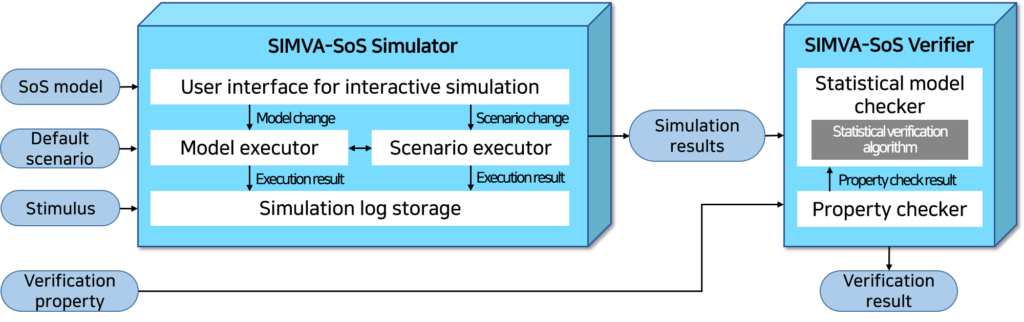 SIMVA-SoS Simulator
SIMVA-SoS Verifier
SoS model
User interface for interactive simulation
Statistical model
checker
Model change
Scenario change
Default
scenario
Model executor
Scenario executor
Simulation
results
Statistical verification
algorithm
Execution result
Execution result
Property check result
Stimulus
Simulation log storage
Property checker
Verification
property
Verification
result